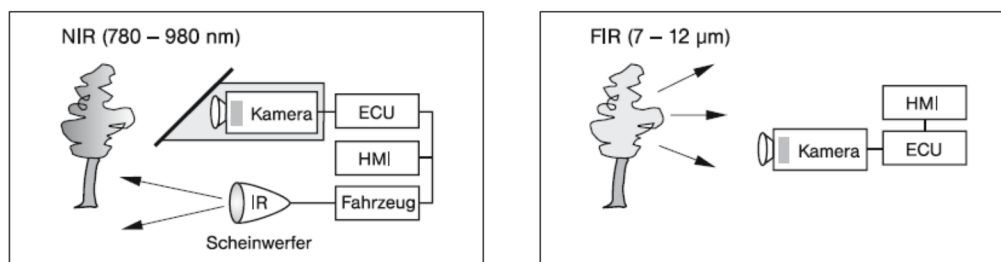 NIR (780 – 980 nm)
Kamera
ECU
HMI
IR
Fahrzeug
Scheinwerfer
FIR (7 – 12 µm)
HMI
Kamera
ECU